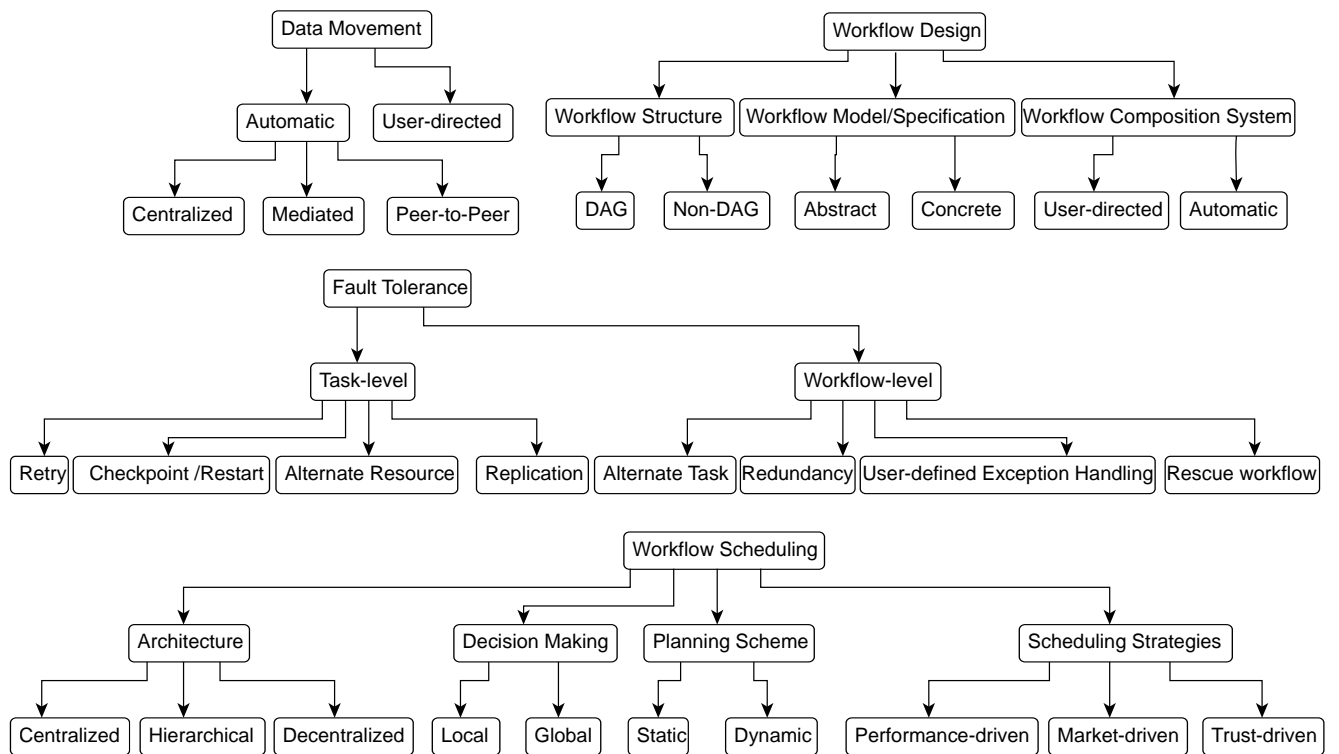 Data Movement
Workflow Design
Automatic
User-directed
Workflow Structure
Workflow Model/Specification
Workflow Composition System
Centralized
Mediated
Peer-to-Peer
DAG
Non-DAG
Abstract
Concrete
User-directed
Automatic
Fault Tolerance
Task-level
Workflow-level
Retry
Checkpoint /Restart
Alternate Resource
Replication
Alternate Task
Redundancy
User-defined Exception Handling
Rescue workflow
Workflow Scheduling
Architecture
Decision Making
Planning Scheme
Scheduling Strategies
Centralized
Hierarchical
Decentralized
Local
Global
Static
Dynamic
Performance-driven
Market-driven
Trust-driven